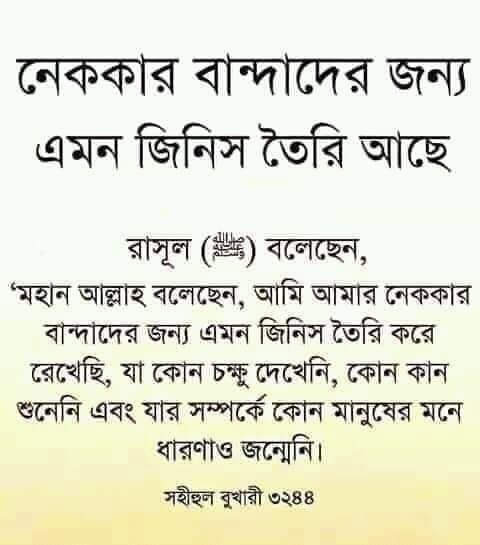 নেককার বান্দাদের জন্য
এমন জিনিস তৈরি আছে
রাসূল (ﷺ) বলেছেন,
‘মহান আল্লাহ বলেছেন, আমি আমার নেককার
বান্দাদের জন্য এমন জিনিস তৈরি করে
রেখেছি, যা কোন চক্ষু দেখেনি, কোন কান
শুনেনি এবং যার সম্পর্কে কোন মানুষের মনে
ধারণাও জন্মেনি।
সহীহুল বুখারী ৩২৪৪